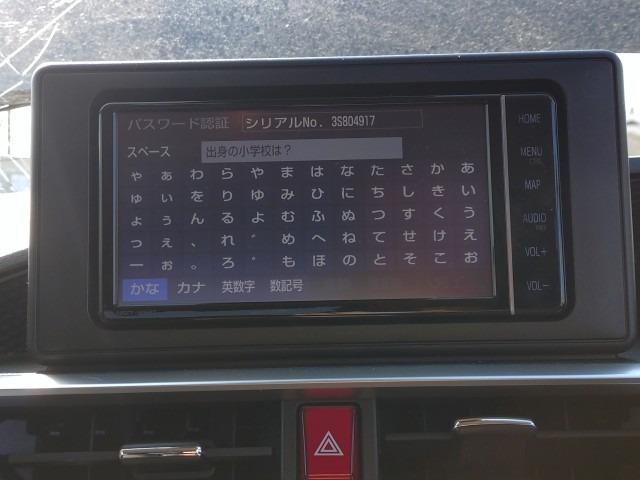 パスワード認証 シリアルNo. 3S804917
スペース 出身の小学校は?
ゃ ぁ わ ら や ま は な た さ か あ
ゅ ぃ を り ゆ み ひ に ち し き い
ょ ぅ ん る よ む ふ ぬ つ す く う
っ ぇ 、 れ ゛ め へ ね て せ け え
ー ぉ 。 ろ ゜ も ほ の と そ こ お
かな カナ 英数字 数記号
HOME
MENU
MAP
AUDIO
VOL+
VOL-